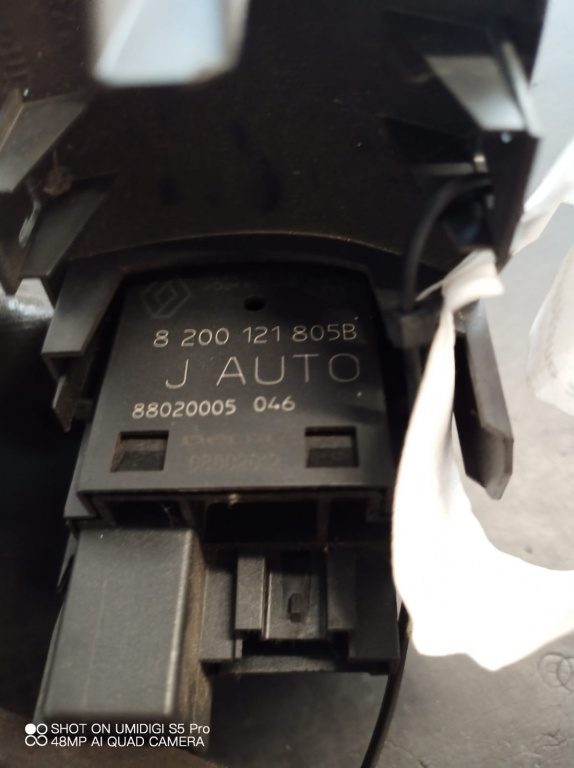 8 200 121 805B
J AUTO
88020005 046
SHOT ON UMIDIGI S5 Pro
48MP AI QUAD CAMERA